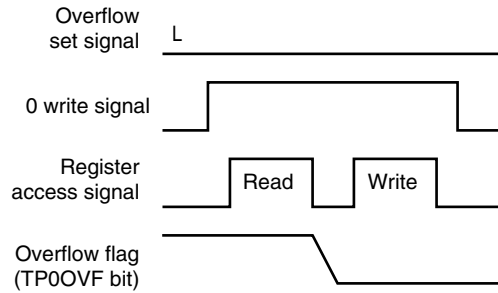 Overflow
set signal
L
0 write signal
Register
access signal
Read
Write
Overflow flag
(TP0OVF bit)